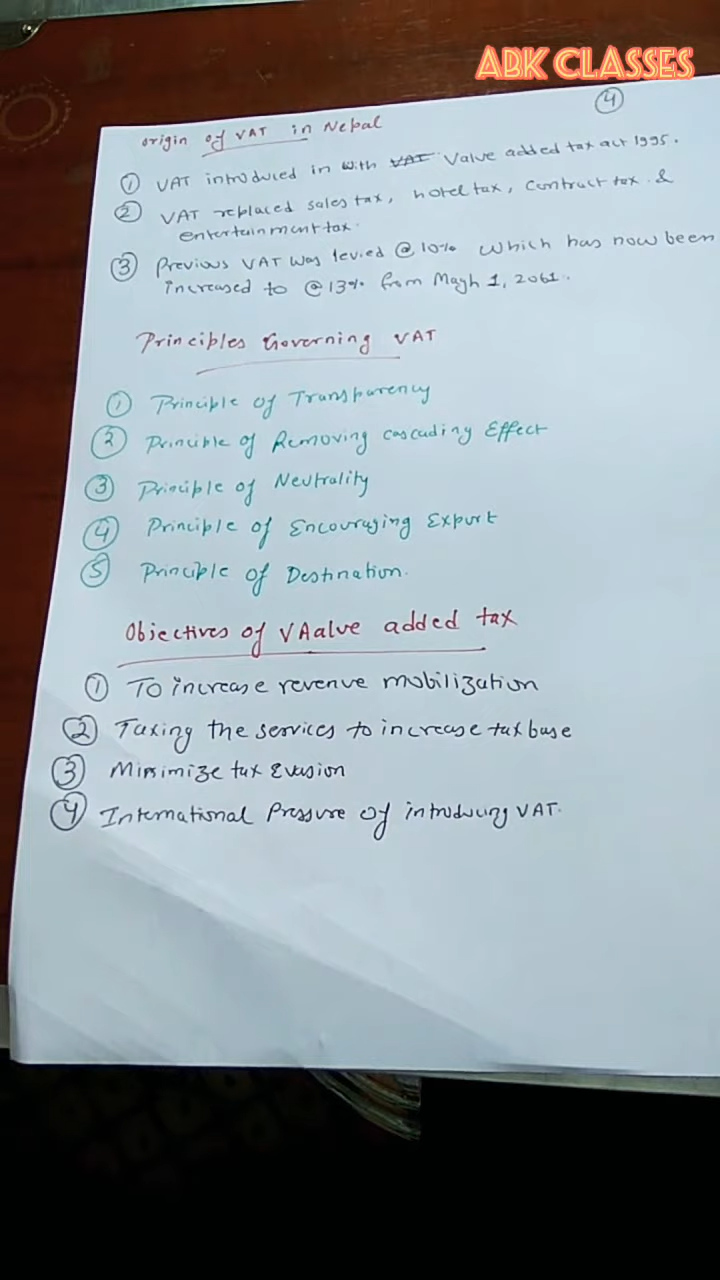 ABK CLASSES
4
Origin of VAT in Nepal
① VAT introduced in with VAT Value added tax act 1995.
② VAT replaced sales tax, hotel tax, contract tax &
entertainment tax.
③ Previous VAT was levied @ 10% which has now been
increased to @ 13% from Magh 1, 2061.
Principles Governing VAT
① Principle of Transparency
② Principle of Removing cascading Effect
③ Principle of Neutrality
④ Principle of Encouraging Export
⑤ Principle of Destination.
Objectives of VAalve added tax
① To increase revenue mobilization
② Taxing the services to increase tax base
③ Minimize tax Evasion
④ International Pressure of introducing VAT.